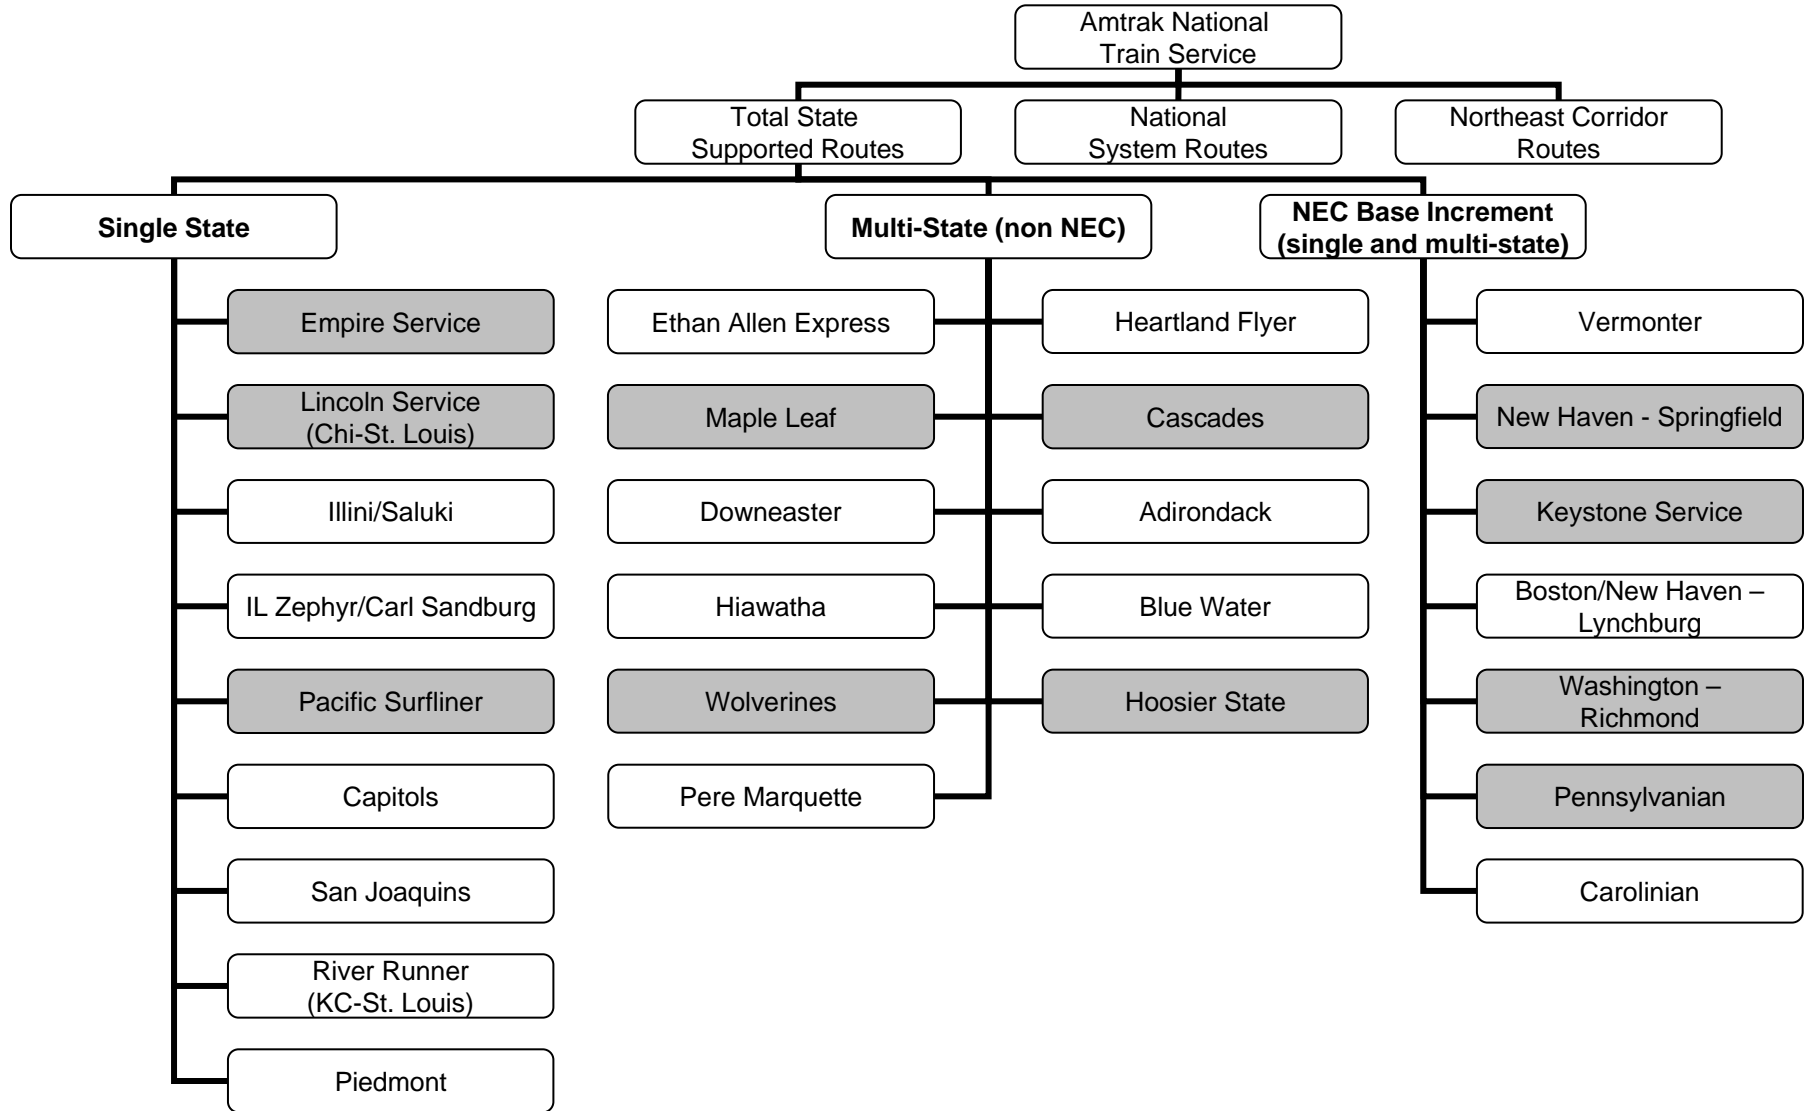 Amtrak National
Train Service
Total State
Supported Routes
National
System Routes
Northeast Corridor
Routes
Single State
Multi-State (non NEC)
NEC Base Increment
(single and multi-state)
Empire Service
Lincoln Service
(Chi-St. Louis)
Illini/Saluki
IL Zephyr/Carl Sandburg
Pacific Surfliner
Capitols
San Joaquins
River Runner
(KC-St. Louis)
Piedmont
Ethan Allen Express
Maple Leaf
Downeaster
Hiawatha
Wolverines
Pere Marquette
Heartland Flyer
Cascades
Adirondack
Blue Water
Hoosier State
Vermonter
New Haven - Springfield
Keystone Service
Boston/New Haven –
Lynchburg
Washington –
Richmond
Pennsylvanian
Carolinian